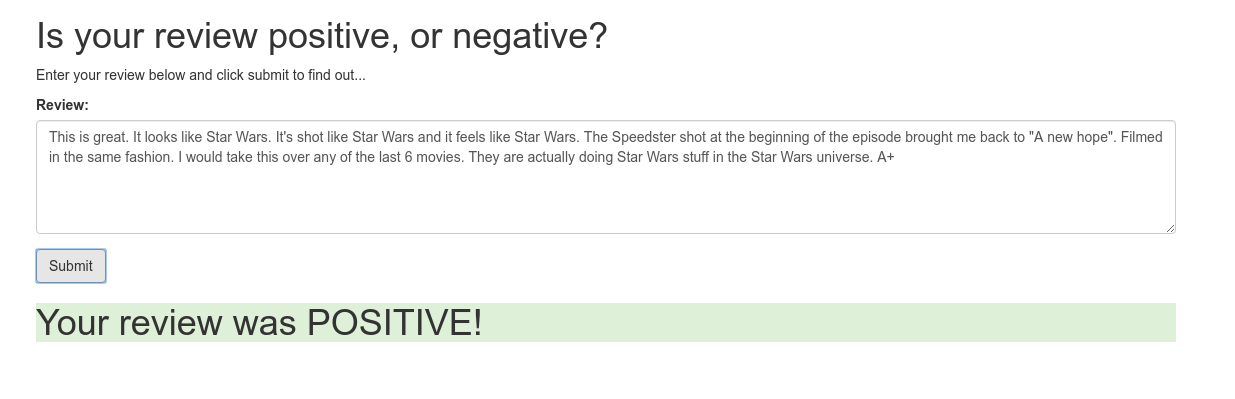 Is your review positive, or negative?
Enter your review below and click submit to find out...
Review:
This is great. It looks like Star Wars. It's shot like Star Wars and it feels like Star Wars. The Speedster shot at the beginning of the episode brought me back to "A new hope". Filmed
in the same fashion. I would take this over any of the last 6 movies. They are actually doing Star Wars stuff in the Star Wars universe. A+
Submit
Your review was POSITIVE!